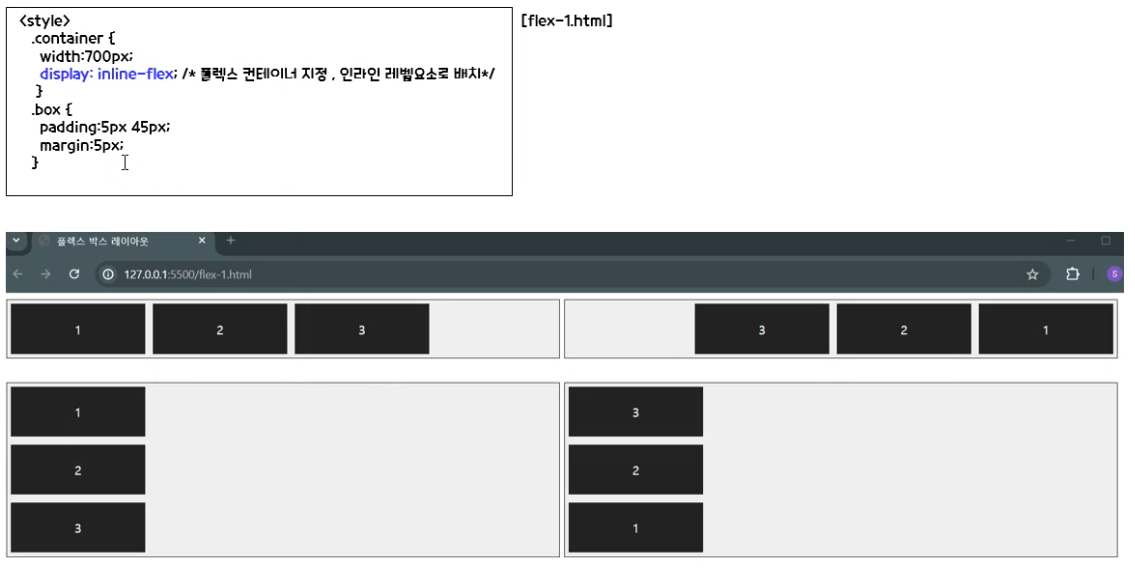 <style>
.container {
width:700px;
display: inline-flex; /* 플렉스 컨테이너 지정 , 인라인 레벨요소로 배치*/
}
.box {
padding:5px 45px;
margin:5px;
}
[flex-1.html]
플렉스 박스 레이아웃
127.0.0.1:5500/flex-1.html
S
1 2 3
3 2 1
1
2
3
3
2
1